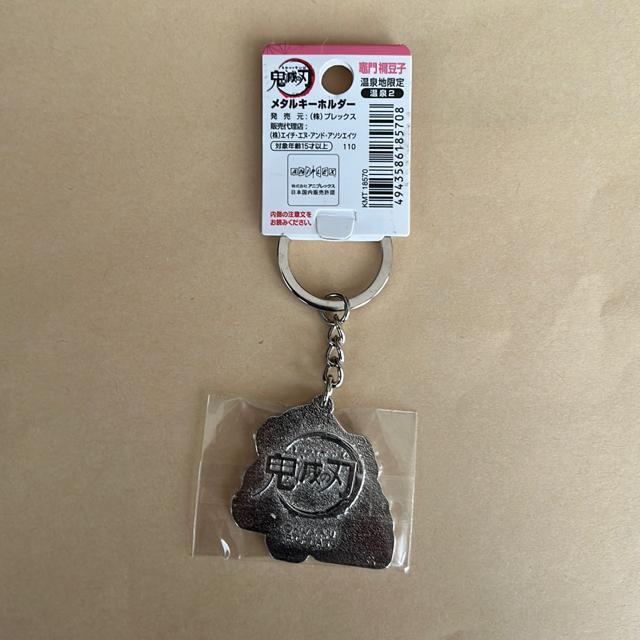 鬼滅の刃
竈門 禰豆子
温泉地限定
温泉2
メタルキーホルダー
発 売 元:(株)プレックス
販売代理店:
(株)エイチ・エヌ・アンド・アソシエイツ
対象年齢15才以上 110
ANIPLEX
株式会社 アニプレックス
日本国内販売許諾
内側の注意文を
お読みください。
KMT 18570
4943586185708
鬼滅の刃